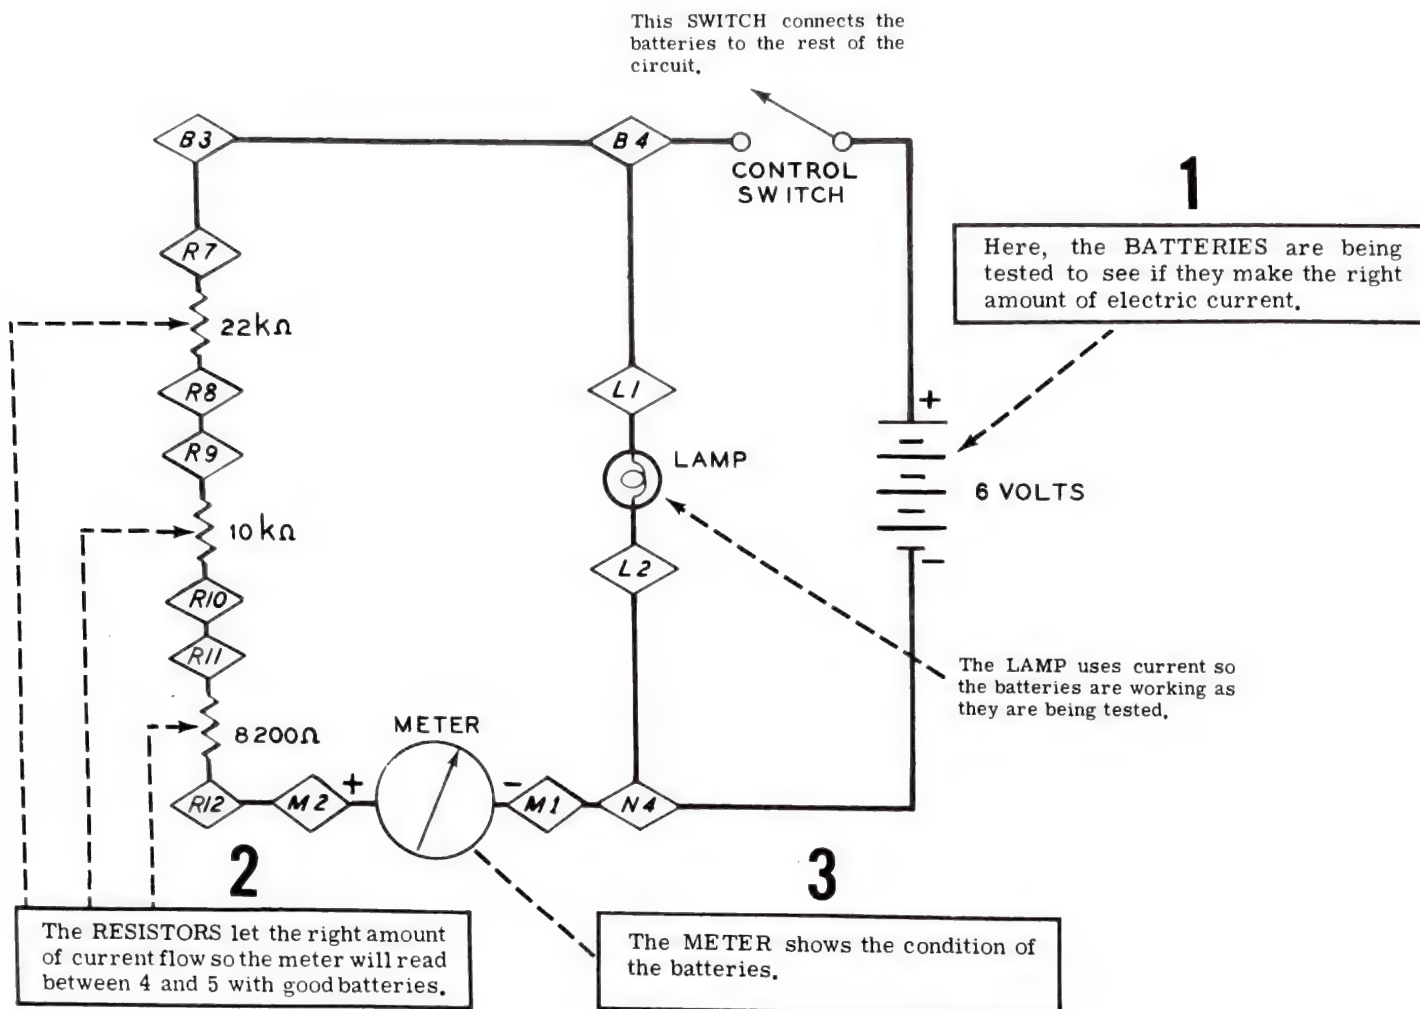 This SWITCH connects the
batteries to the rest of the
circuit.
B3
B4
CONTROL
SWITCH
1
Here, the BATTERIES are being
tested to see if they make the right
amount of electric current.
R7
22kΩ
R8
L1
+
R9
LAMP
6 VOLTS
10kΩ
L2
−
R10
R11
The LAMP uses current so
the batteries are working as
they are being tested.
8200Ω
METER
R12
M2
+
−
M1
N4
2
3
The RESISTORS let the right amount
of current flow so the meter will read
between 4 and 5 with good batteries.
The METER shows the condition of
the batteries.